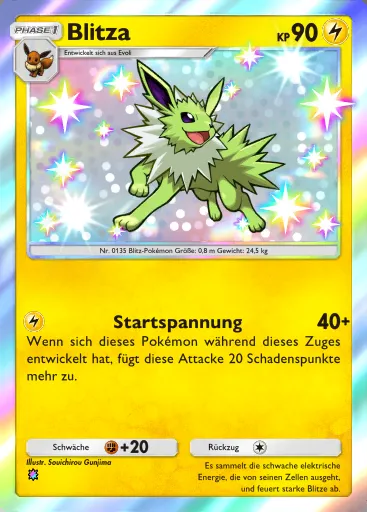 PHASE 1
Blitza
KP 90
Entwickelt sich aus Evoli
Nr. 0135 Blitz-Pokémon Größe: 0,8 m Gewicht: 24,5 kg
Startspannung 40+
Wenn sich dieses Pokémon während dieses Zuges
entwickelt hat, fügt diese Attacke 20 Schadenspunkte
mehr zu.
Schwäche +20
Rückzug
Illustr. Souichirou Gunjima
Es sammelt die schwache elektrische
Energie, die von seinen Zellen ausgeht,
und feuert starke Blitze ab.